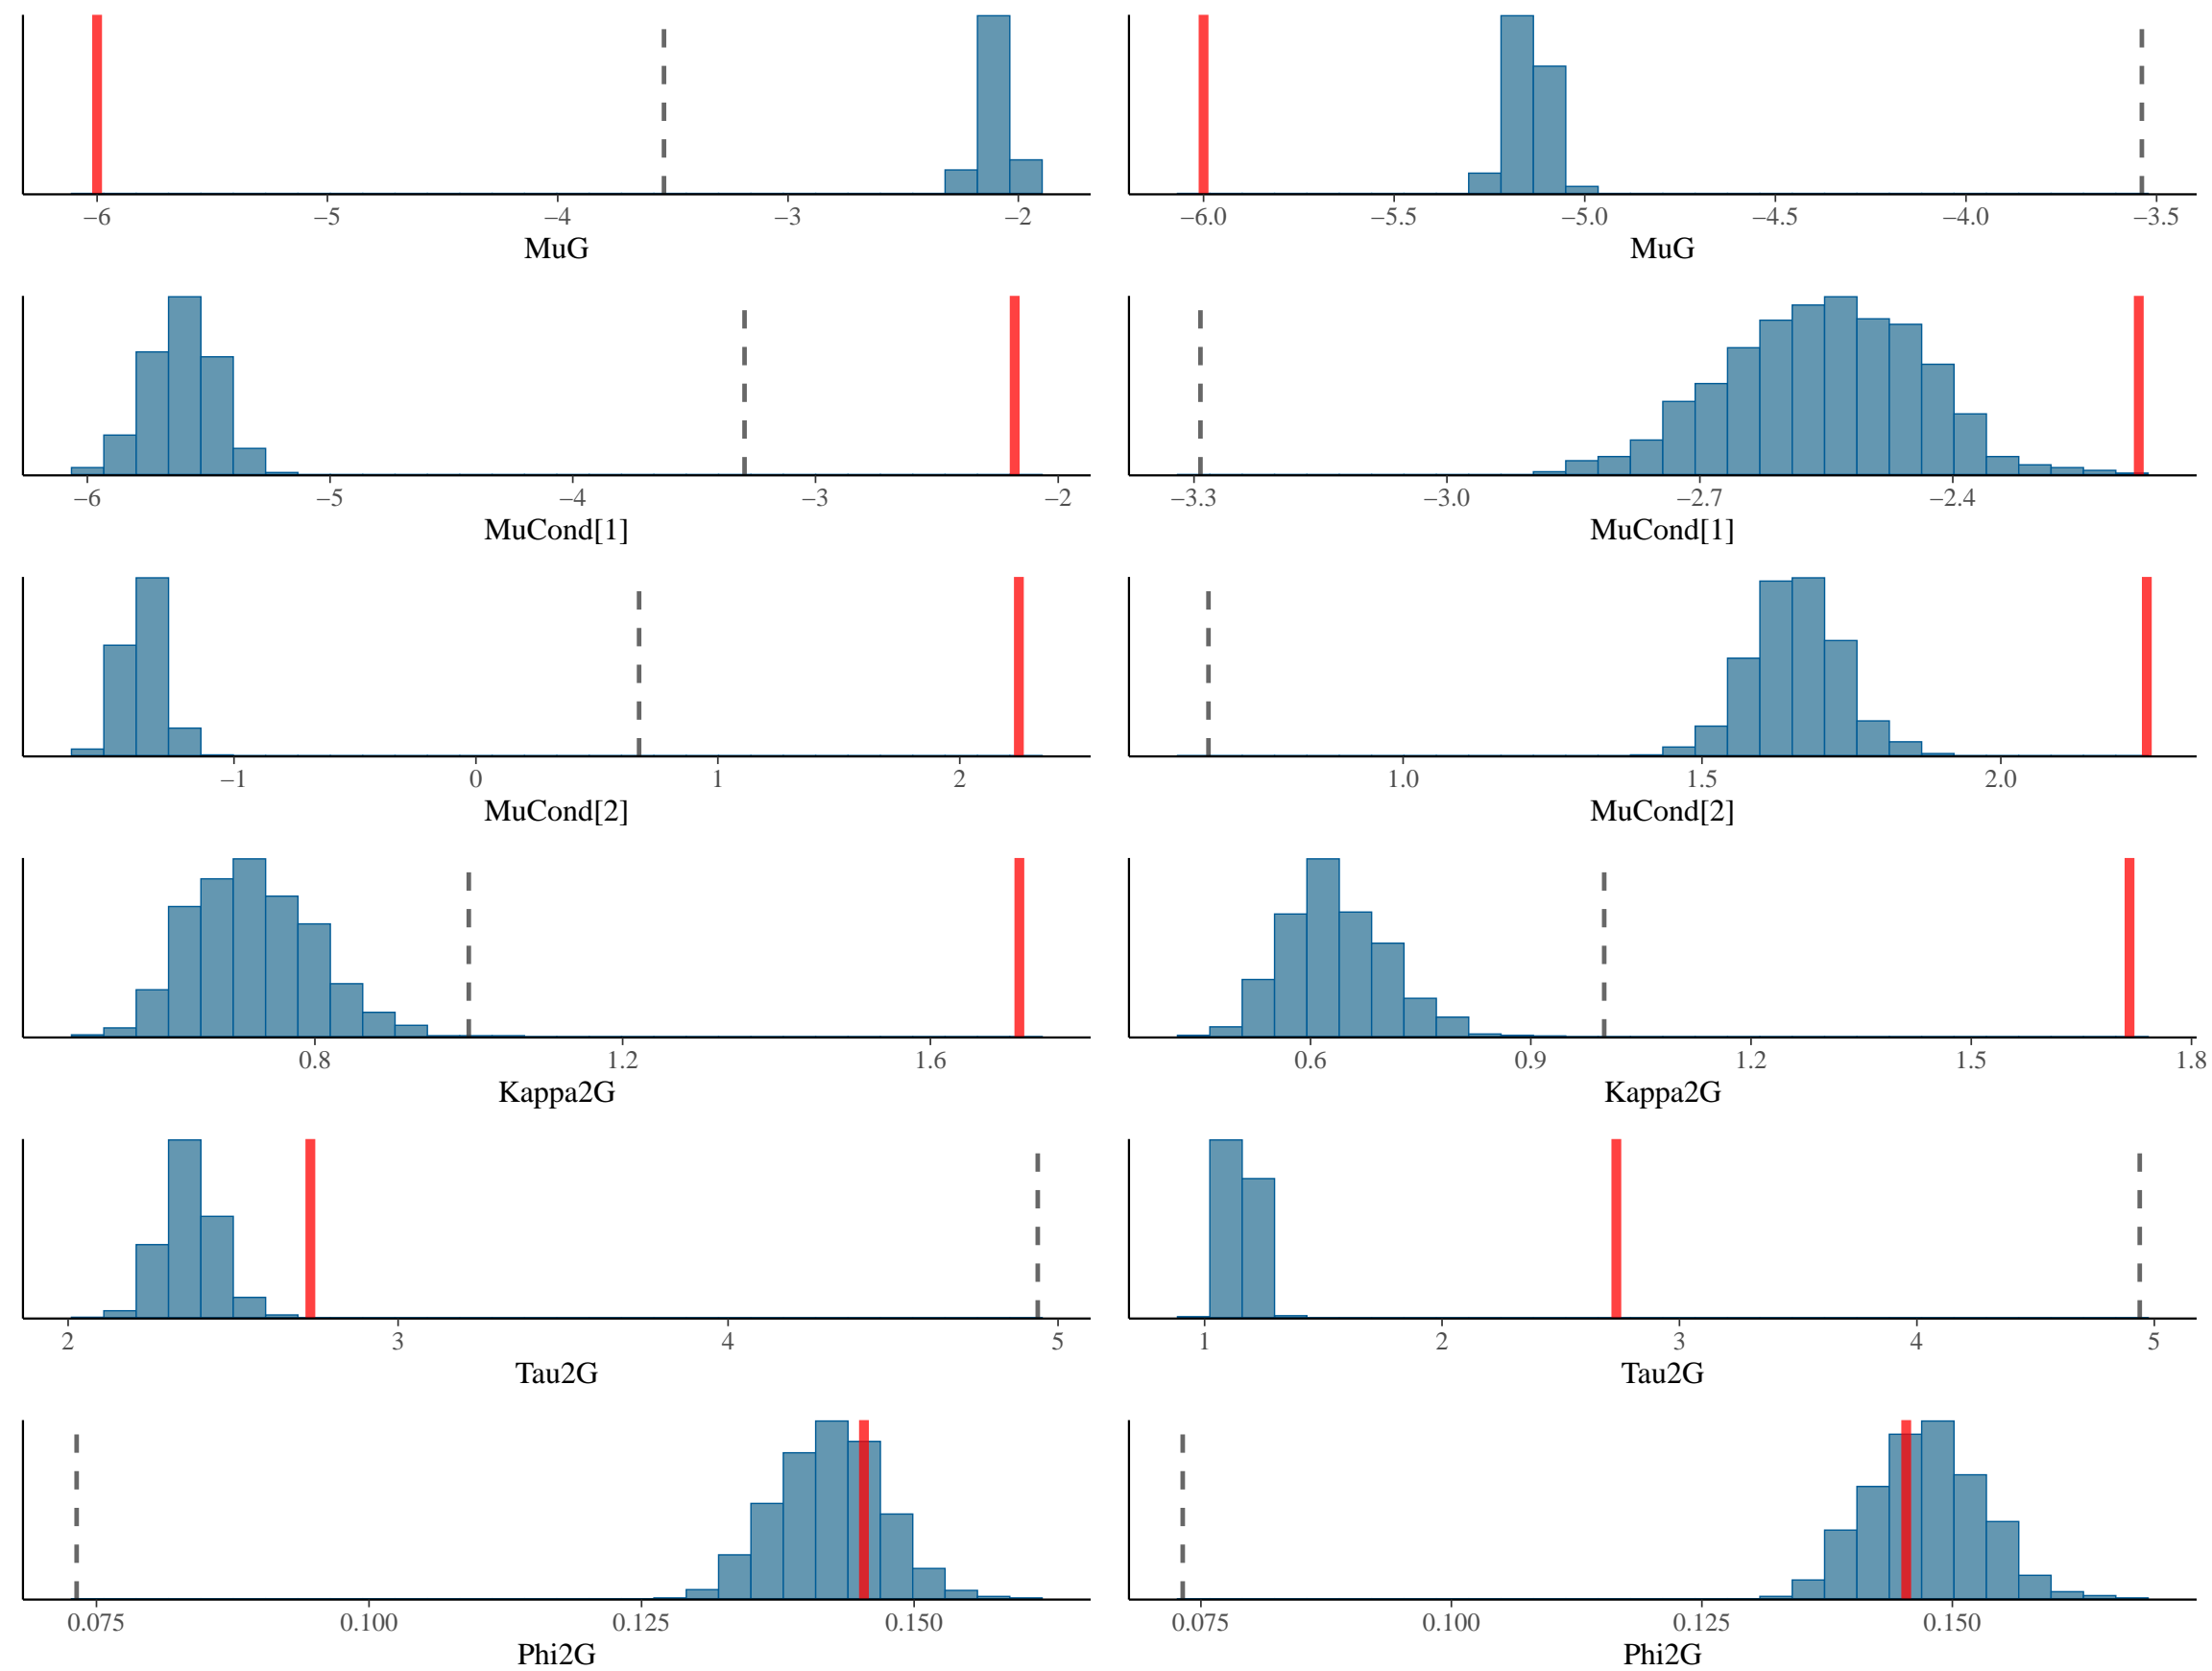 −6 −5 −4 −3 −2
MuG
−6.0 −5.5 −5.0 −4.5 −4.0 −3.5
MuG
−6 −5 −4 −3 −2
MuCond[1]
−3.3 −3.0 −2.7 −2.4
MuCond[1]
−1 0 1 2
MuCond[2]
1.0 1.5 2.0
MuCond[2]
0.8 1.2 1.6
Kappa2G
0.6 0.9 1.2 1.5 1.8
Kappa2G
2 3 4 5
Tau2G
1 2 3 4 5
Tau2G
0.075 0.100 0.125 0.150
Phi2G
0.075 0.100 0.125 0.150
Phi2G